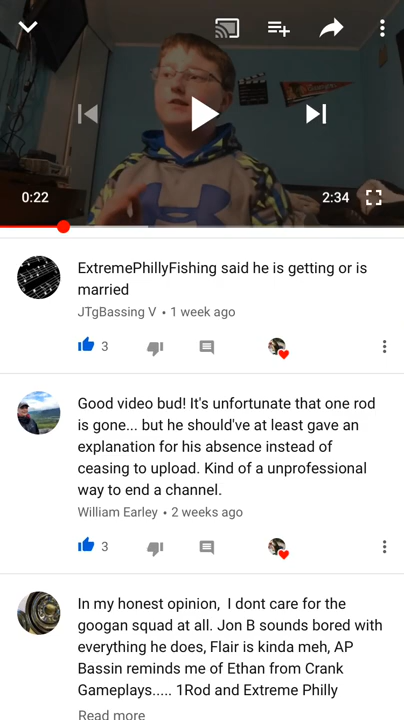 0:22
2:34
ExtremePhillyFishing said he is getting or is
married
JTgBassing V • 1 week ago
3
Good video bud! It's unfortunate that one rod
is gone... but he should've at least gave an
explanation for his absence instead of
ceasing to upload. Kind of a unprofessional
way to end a channel.
William Earley • 2 weeks ago
3
In my honest opinion,  I dont care for the
googan squad at all. Jon B sounds bored with
everything he does, Flair is kinda meh, AP
Bassin reminds me of Ethan from Crank
Gameplays..... 1Rod and Extreme Philly
Read more